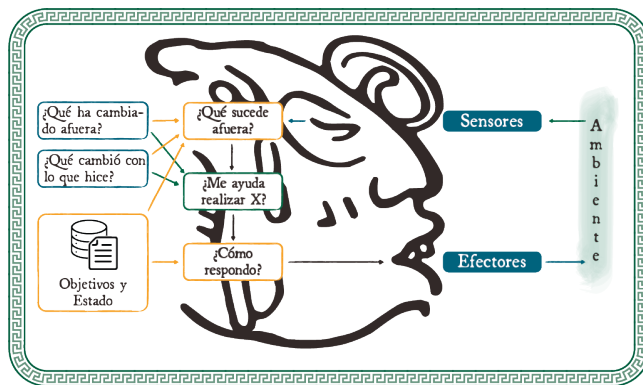 ¿Qué ha cambia-
do afuera?
¿Qué cambió con
lo que hice?
Objetivos y
Estado
¿Qué sucede
afuera?
¿Me ayuda
realizar X?
¿Cómo
respondo?
Sensores
Efectores
Ambiente